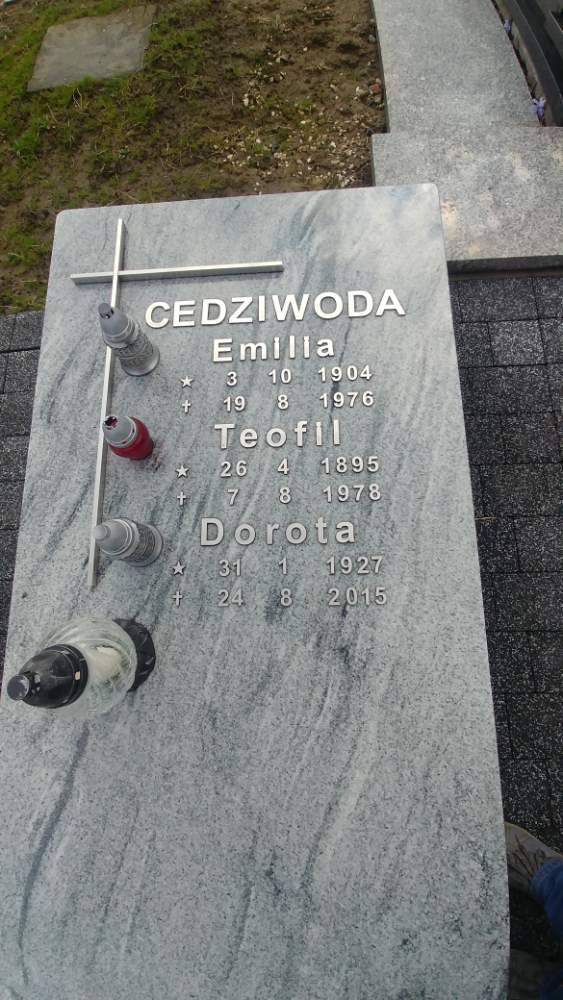 CEDZIWODA
Emilia
★ 3 10 1904
✝ 19 8 1976
Teofil
★ 26 4 1895
✝ 7 8 1978
Dorota
★ 31 1 1927
✝ 24 8 2015